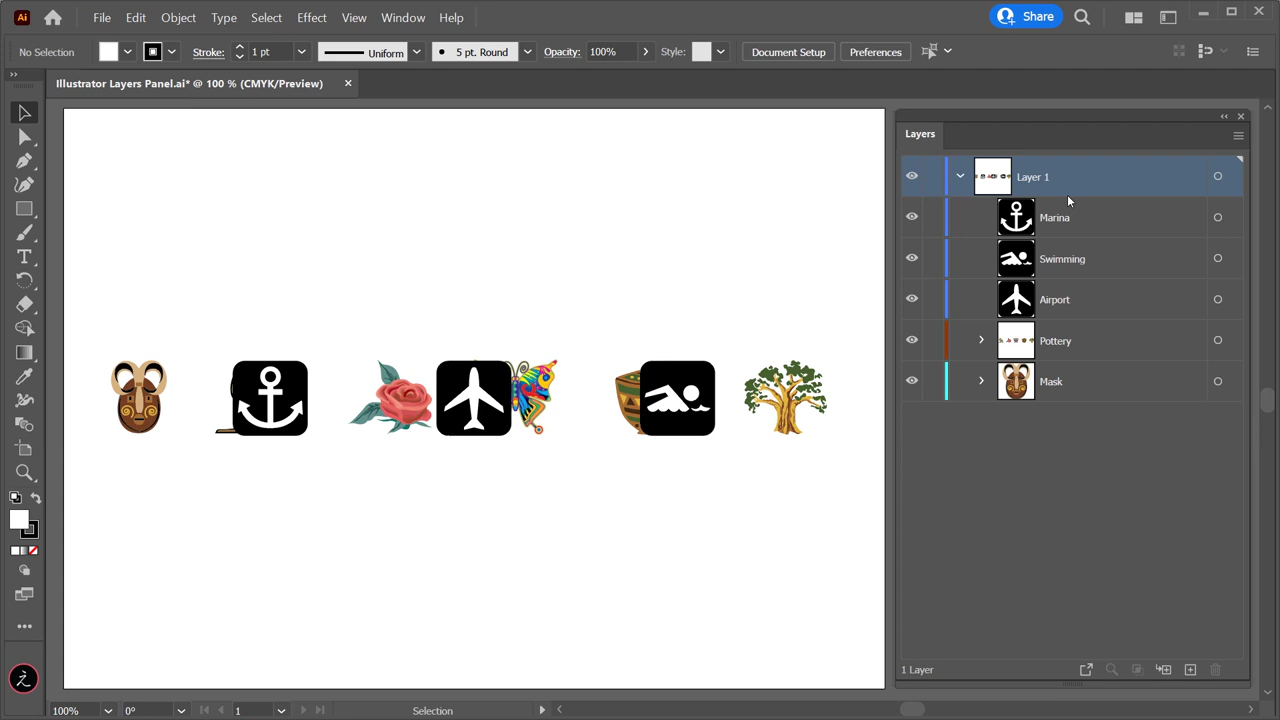 Ai File Edit Object Type Select Effect View Window Help Share
No Selection Stroke: 1 pt Uniform 5 pt. Round Opacity: 100% Style: Document Setup Preferences
Illustrator Layers Panel.ai* @ 100 % (CMYK/Preview)
Layers
Layer 1
Marina
Swimming
Airport
Pottery
Mask
1 Layer
100% 0° 1 Selection